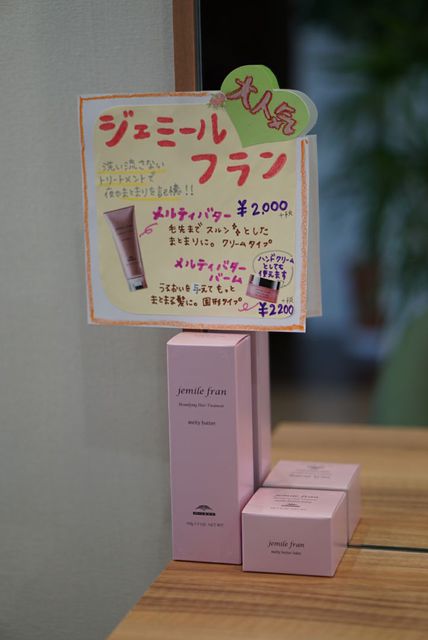 大人気
ジェミール
フラン
洗い流さない
トリートメントで
夜のまとまりを記憶!!
メルティバター ¥2,000
+税
毛先まで スルンッとした
まとまりに。クリームタイプ
メルティバター
バーム
ハンドクリーム
としても
使えます
うるおいを与えて もっと
まとまる髪に。固形タイプ
+税
¥2200
jemile fran
Beautifying Hair Treatment
melty butter
milbon
jemile fran
melty butter balm